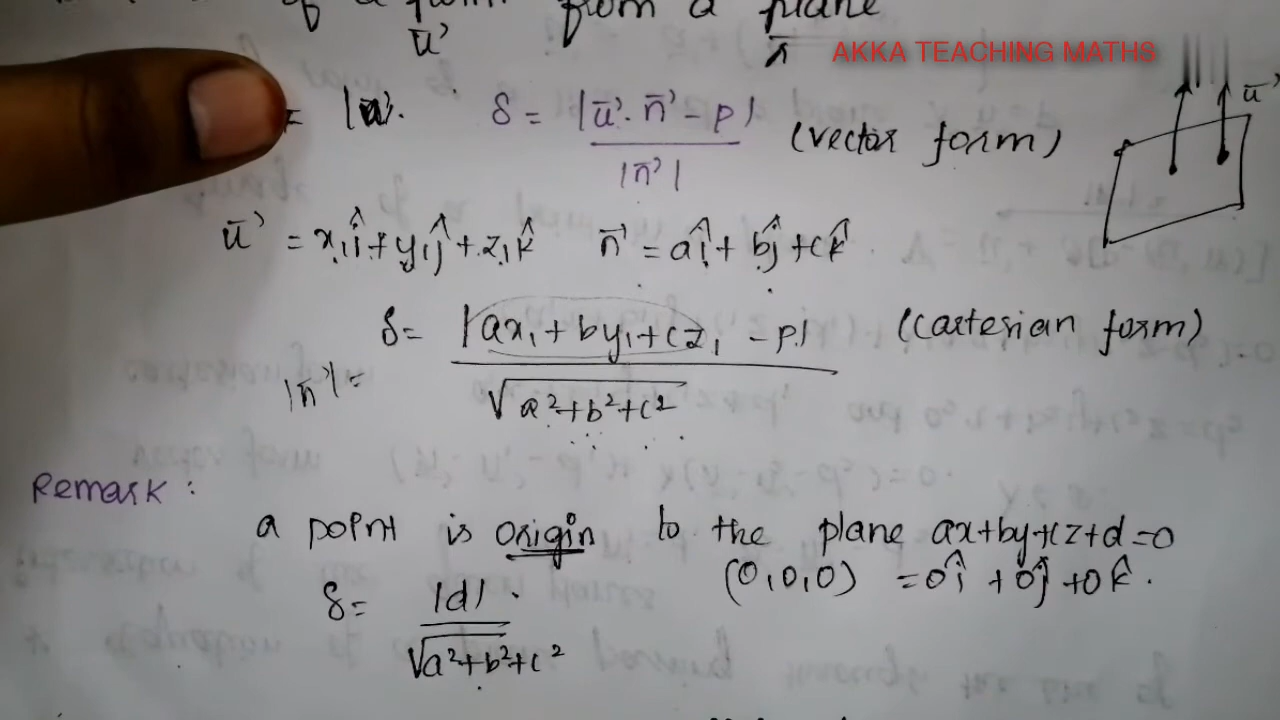 of a point from a plane
u⃗
AKKA TEACHING MATHS
= |u⃗. δ = |u⃗ . n⃗ - p| / |n⃗| (vector form)
u⃗
u⃗ = x₁î + y₁ĵ + z₁k̂ n⃗ = aî + bĵ + ck̂
δ = |ax₁ + by₁ + cz₁ - p| / √a²+b²+c² (cartesian form)
|n⃗| =
Remark :
a point is origin to the plane ax+by+cz+d=0
(0,0,0) = 0î + 0ĵ + 0k̂ .
δ = |d| / √a²+b²+c²